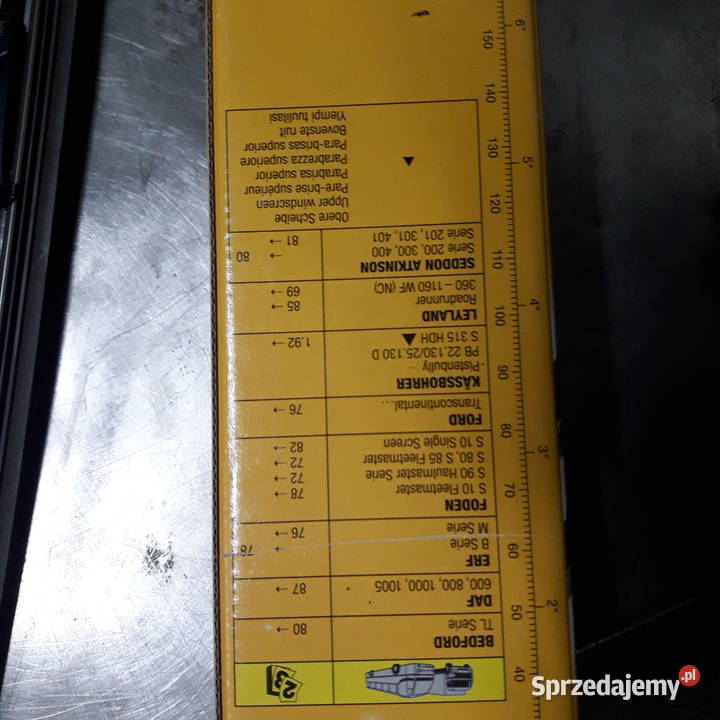 23
BEDFORD
TL Serie 80 →
DAF
600, 800, 1000, 1005 87 →
ERF
B Serie → 78
M Serie 76 →
FODEN
S 10 Fleetmaster 78 →
S 90 Haulmaster Serie 72 →
S 80, S 85 Fleetmaster 72 →
S 10 Single Screen 82 →
FORD
Transcontinental... 76 →
KÄSSBOHRER
-Pistenbully –
PB 22.130/25.130 D
S 315 HDH ▲ 1.92 →
LEYLAND
Roadrunner 85 →
360 – 1160 WF (NC) 69 →
SEDDON ATKINSON
Serie 200, 300, 400 → 80
Serie 201, 301, 401 81 →
▲
Obere Scheibe
Upper windscreen
Pare-brise supérieur
Parabrisa superior
Parabrezza superiore
Para-brisas superior
Bovenste ruit
Ylempi tuulilasi
40
50
60
70
80
90
100
110
120
130
140
150
2°
3°
4°
5°
6°
Sprzedajemy.pl